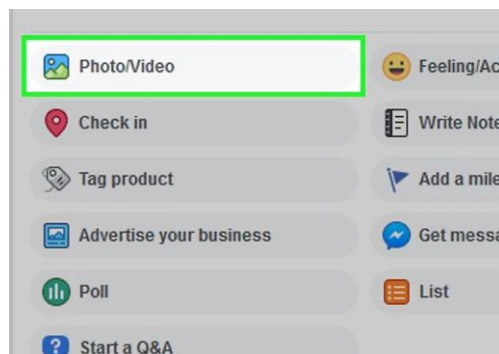 Photo/Video
Feeling/Ac
Check in
Write Note
Tag product
Add a mile
Advertise your business
Get messa
Poll
List
Start a Q&A